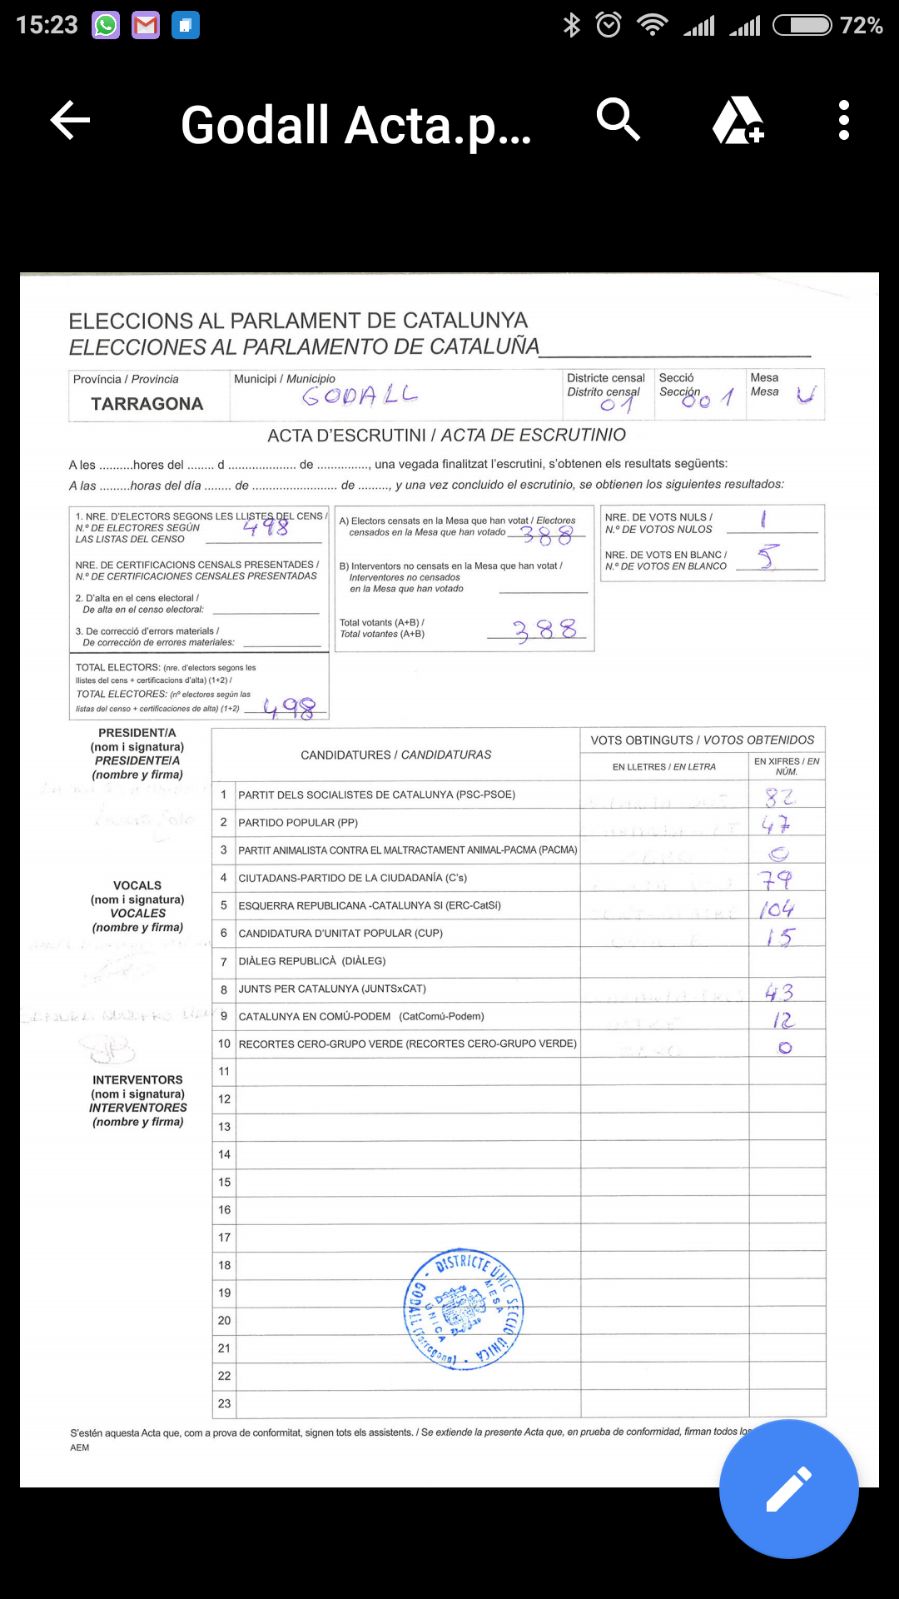 15:23 72%
Godall Acta.p...
ELECCIONS AL PARLAMENT DE CATALUNYA
ELECCIONES AL PARLAMENTO DE CATALUÑA
Província / Provincia Municipi / Municipio Districte censal Secció Mesa
Distrito censal Sección Mesa
TARRAGONA GODALL 01 001 U
ACTA D'ESCRUTINI / ACTA DE ESCRUTINIO
A les ..........hores del ........ d .................... de ..............., una vegada finalitzat l'escrutini, s'obtenen els resultats següents:
A las .........horas del día ........ de ......................... de ........., y una vez concluido el escrutinio, se obtienen los siguientes resultados:
1. NRE. D'ELECTORS SEGONS LES LLISTES DEL CENS /
N.º DE ELECTORES SEGÚN
LAS LISTAS DEL CENSO 498
NRE. DE CERTIFICACIONS CENSALS PRESENTADES /
N.º DE CERTIFICACIONES CENSALES PRESENTADAS
2. D'alta en el cens electoral /
De alta en el censo electoral:
3. De correcció d'errors materials /
De corrección de errores materiales:
TOTAL ELECTORS: (nre. d'electors segons les
llistes del cens + certificacions d'alta) (1+2) /
TOTAL ELECTORES: (nº electores según las
listas del censo + certificaciones de alta) (1+2) 498
A) Electors censats en la Mesa que han votat / Electores
censados en la Mesa que han votado 388
B) Interventors no censats en la Mesa que han votat /
Interventores no censados
en la Mesa que han votado
Total votants (A+B) /
Total votantes (A+B) 388
NRE. DE VOTS NULS /
N.º DE VOTOS NULOS 1
NRE. DE VOTS EN BLANC /
N.º DE VOTOS EN BLANCO 5
PRESIDENT/A
(nom i signatura)
PRESIDENTE/A
(nombre y firma)
VOCALS
(nom i signatura)
VOCALES
(nombre y firma)
INTERVENTORS
(nom i signatura)
INTERVENTORES
(nombre y firma)
CANDIDATURES / CANDIDATURAS VOTS OBTINGUTS / VOTOS OBTENIDOS
EN LLETRES / EN LETRA EN XIFRES / EN NÚM.
1 PARTIT DELS SOCIALISTES DE CATALUNYA (PSC-PSOE) 82
2 PARTIDO POPULAR (PP) 47
3 PARTIT ANIMALISTA CONTRA EL MALTRACTAMENT ANIMAL-PACMA (PACMA) 0
4 CIUTADANS-PARTIDO DE LA CIUDADANÍA (C's) 79
5 ESQUERRA REPUBLICANA -CATALUNYA SI (ERC-CatSí) 104
6 CANDIDATURA D'UNITAT POPULAR (CUP) 15
7 DIÀLEG REPUBLICÀ (DIÀLEG)
8 JUNTS PER CATALUNYA (JUNTSxCAT) 43
9 CATALUNYA EN COMÚ-PODEM (CatComú-Podem) 12
10 RECORTES CERO-GRUPO VERDE (RECORTES CERO-GRUPO VERDE) 0
11
12
13
14
15
16
17
18
19
20
21
22
23
DISTRICTE ÚNIC SECCIÓ ÚNICA - GODALL (Tarragona) -
MESA ÚNICA
S'estén aquesta Acta que, com a prova de conformitat, signen tots els assistents. / Se extiende la presente Acta que, en prueba de conformidad, firman todos los
AEM